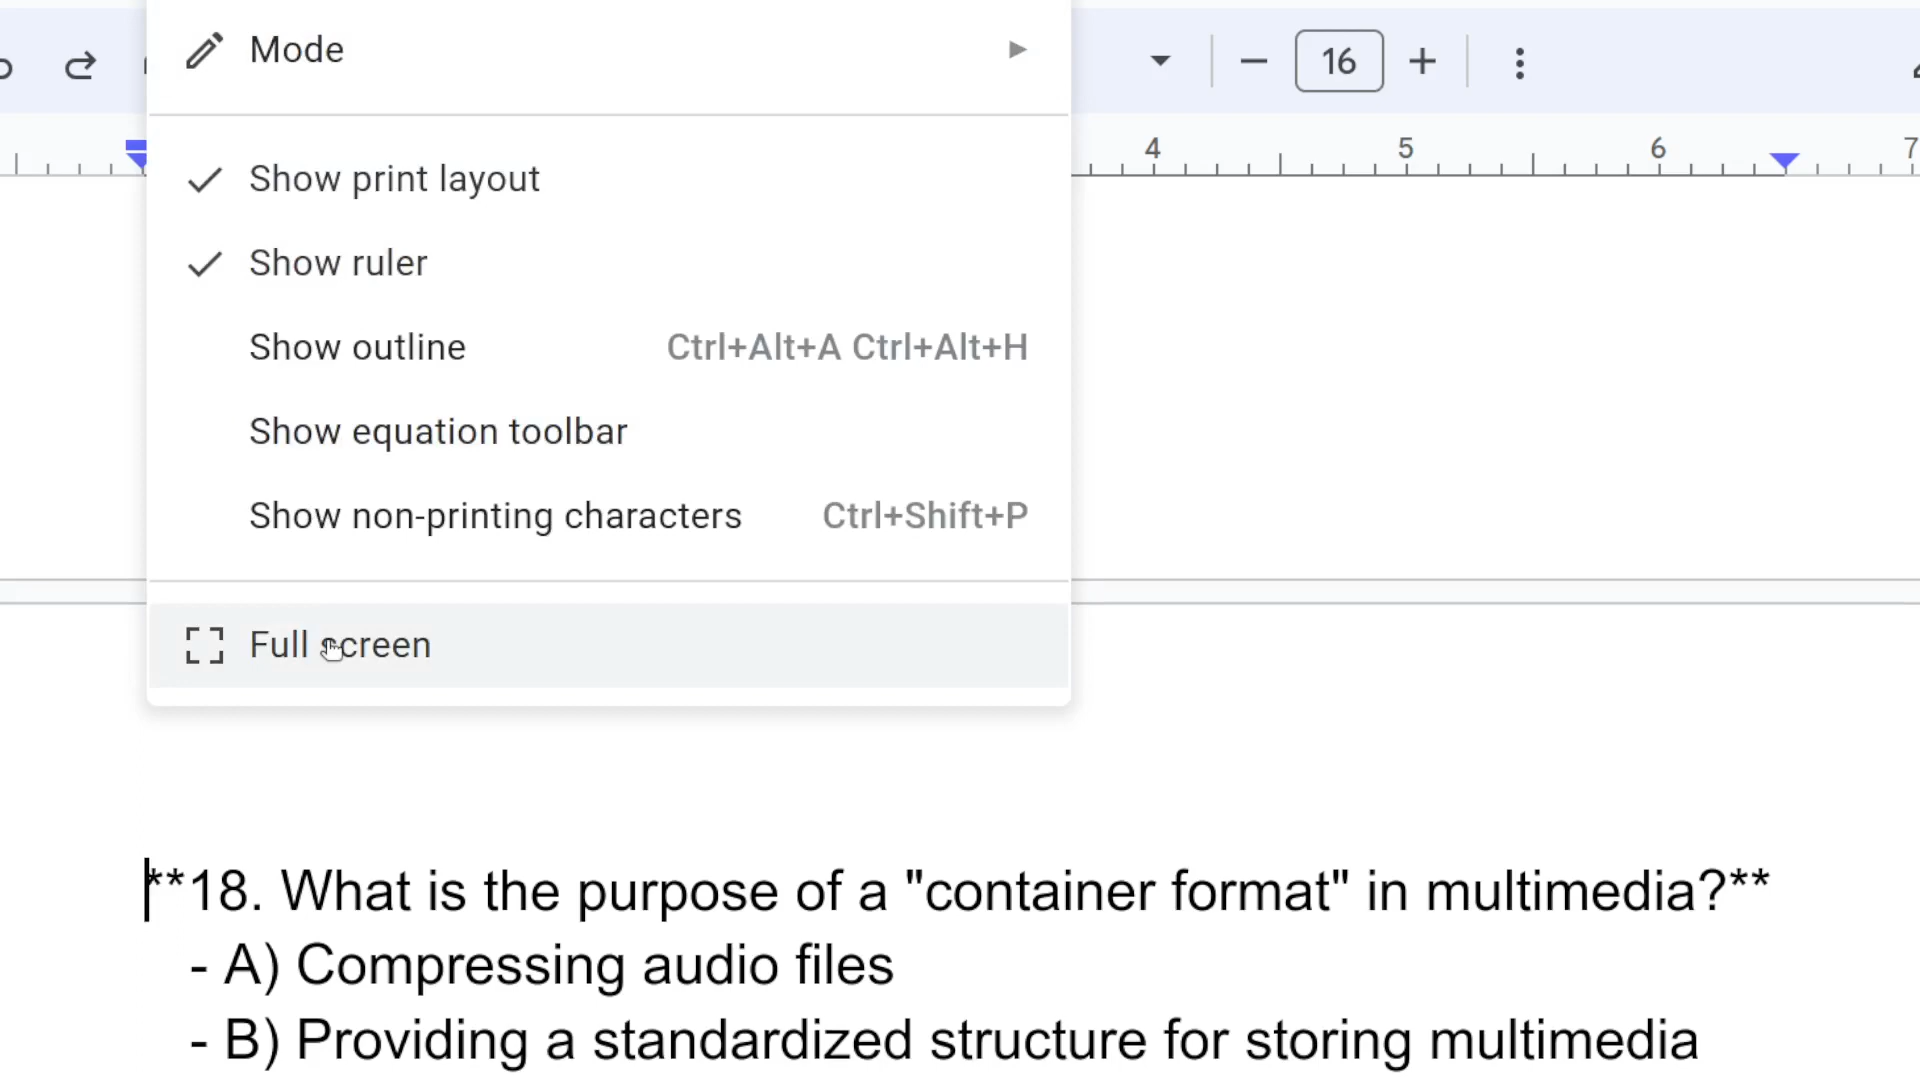 Mode
16
4 5 6 7
Show print layout
Show ruler
Show outline Ctrl+Alt+A Ctrl+Alt+H
Show equation toolbar
Show non-printing characters Ctrl+Shift+P
Full screen
**18. What is the purpose of a "container format" in multimedia?**
- A) Compressing audio files
- B) Providing a standardized structure for storing multimedia